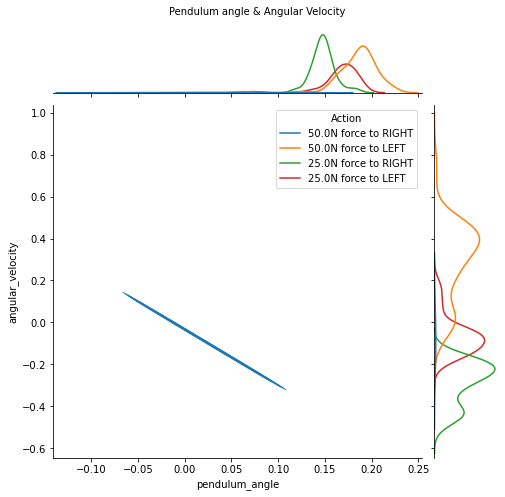 Pendulum angle & Angular Velocity
Action
50.0N force to RIGHT
50.0N force to LEFT
25.0N force to RIGHT
25.0N force to LEFT
1.0
0.8
0.6
0.4
0.2
0.0
−0.2
−0.4
−0.6
angular_velocity
−0.10 −0.05 0.00 0.05 0.10 0.15 0.20 0.25
pendulum_angle